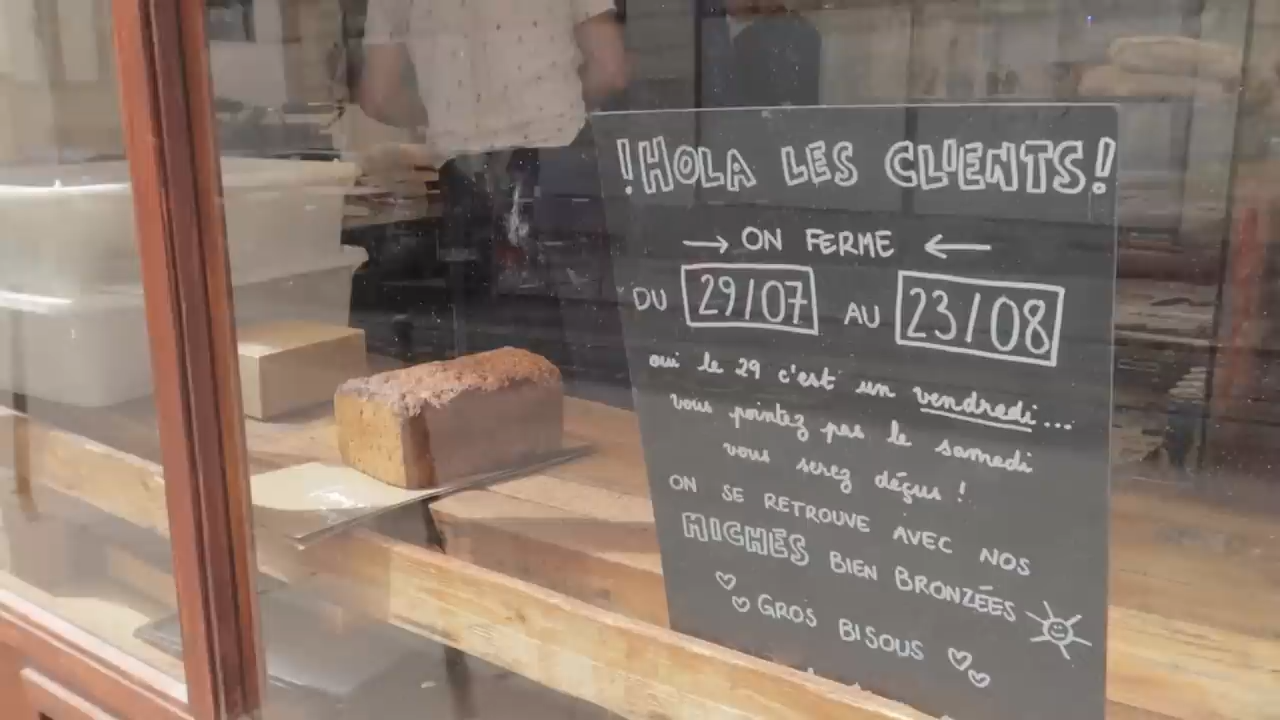 ¡HOLA LES CLIENTS!
→ ON FERME ←
DU 29/07 AU 23/08
oui le 29 c'est un vendredi...
vous pointez pas le samedi
vous serez déçus !
ON SE RETROUVE AVEC NOS
MICHES BIEN BRONZÉES
GROS BISOUS